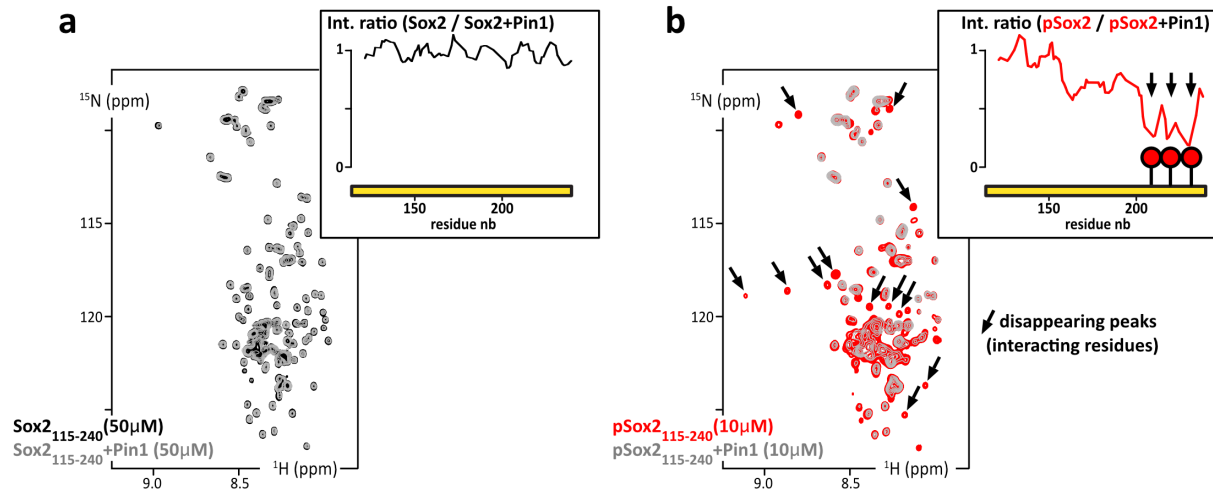 a
Int. ratio (Sox2 / Sox2+Pin1)
1
0
150
200
residue nb
¹⁵N (ppm)
115
120
Sox2₁₁₅₋₂₄₀ (50µM)
Sox2₁₁₅₋₂₄₀+Pin1 (50µM)
¹H (ppm)
9.0
8.5
b
Int. ratio (pSox2 / pSox2+Pin1)
1
0
150
200
residue nb
¹⁵N (ppm)
115
120
disappearing peaks
(interacting residues)
pSox2₁₁₅₋₂₄₀ (10µM)
pSox2₁₁₅₋₂₄₀+Pin1 (10µM)
¹H (ppm)
9.0
8.5